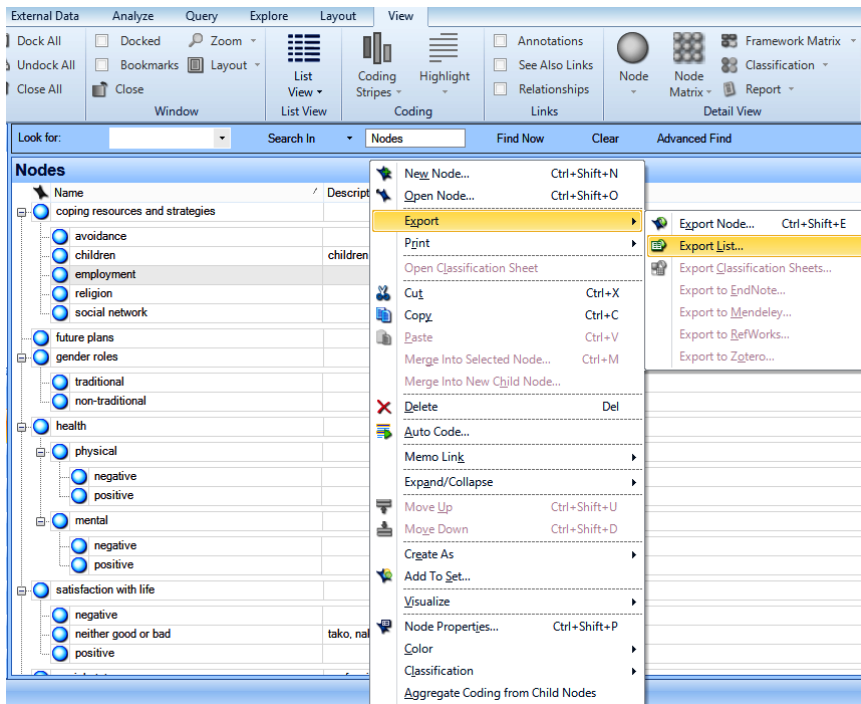 External Data Analyze Query Explore Layout View
Dock All Docked Zoom
Undock All Bookmarks Layout
Close All Close
Window
List
View
List View
Coding
Stripes
Highlight
Coding
Annotations
See Also Links
Relationships
Links
Node
Node
Matrix
Framework Matrix
Classification
Report
Detail View
Look for: Search In Nodes Find Now Clear Advanced Find
Nodes
Name Descript
coping resources and strategies
avoidance
children children
employment
religion
social network
future plans
gender roles
traditional
non-traditional
health
physical
negative
positive
mental
negative
positive
satisfaction with life
negative
neither good or bad tako, nal
positive
New Node... Ctrl+Shift+N
Open Node... Ctrl+Shift+O
Export
Print
Open Classification Sheet
Cut Ctrl+X
Copy Ctrl+C
Paste Ctrl+V
Merge Into Selected Node... Ctrl+M
Merge Into New Child Node...
Delete Del
Auto Code...
Memo Link
Expand/Collapse
Move Up Ctrl+Shift+U
Move Down Ctrl+Shift+D
Create As
Add To Set...
Visualize
Node Properties... Ctrl+Shift+P
Color
Classification
Aggregate Coding from Child Nodes
Export Node... Ctrl+Shift+E
Export List...
Export Classification Sheets...
Export to EndNote...
Export to Mendeley...
Export to RefWorks...
Export to Zotero...